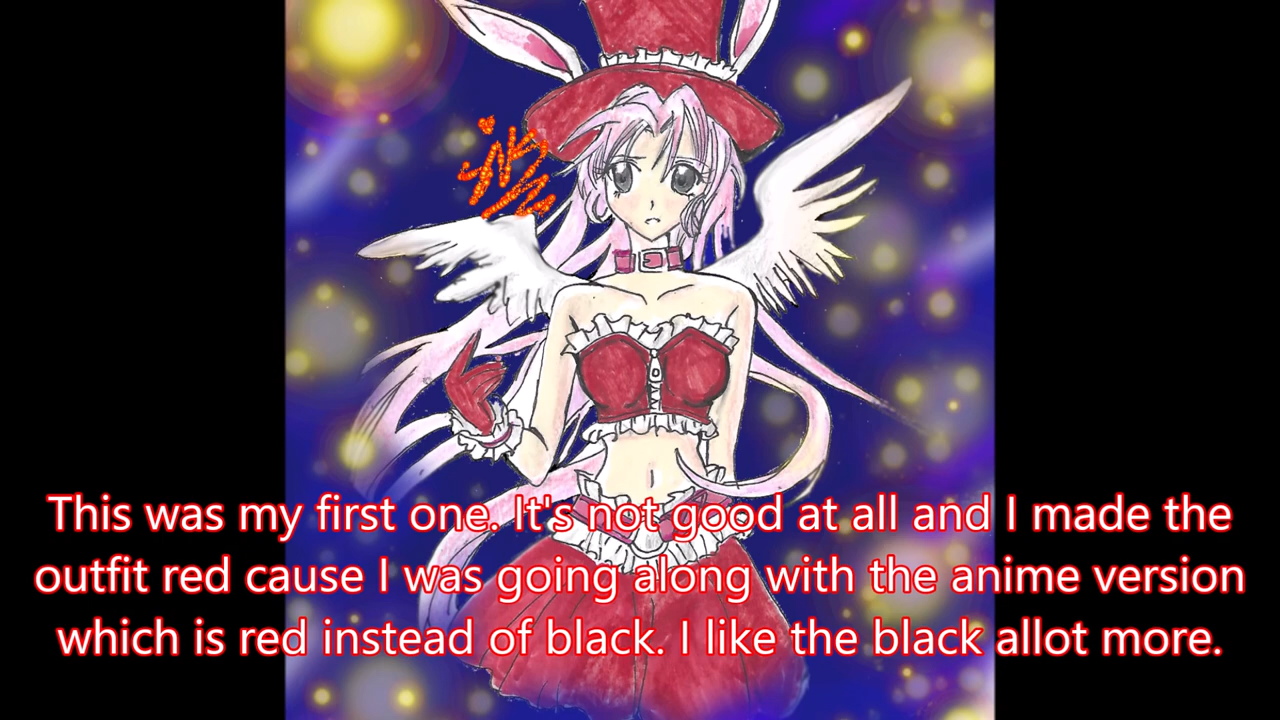 This was my first one. It's not good at all and I made the
outfit red cause I was going along with the anime version
which is red instead of black. I like the black allot more.